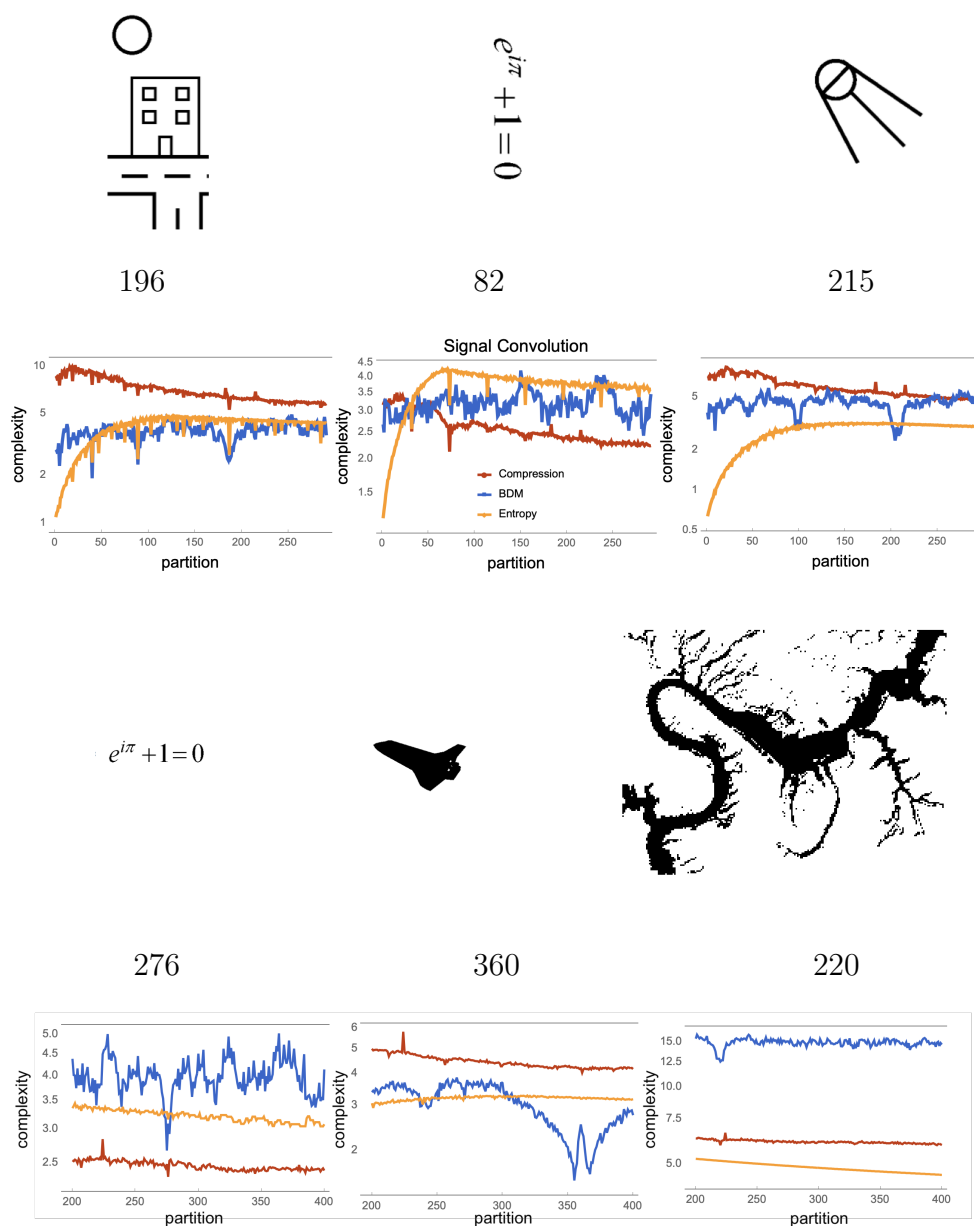 e^{iπ} + 1 = 0
196
82
215
Signal Convolution
10
5
2
1
complexity
0 50 100 150 200 250
partition
4.5
4.0
3.5
3.0
2.5
2.0
1.5
complexity
Compression
BDM
Entropy
0 50 100 150 200 250
partition
5
2
1
0.5
complexity
0 50 100 150 200 250
partition
e^{iπ} + 1 = 0
276
360
220
5.0
4.5
4.0
3.5
3.0
2.5
complexity
200 250 300 350 400
partition
6
5
4
3
2
complexity
200 250 300 350 400
partition
15.0
12.5
10.0
7.5
5.0
complexity
200 250 300 350 400
partition